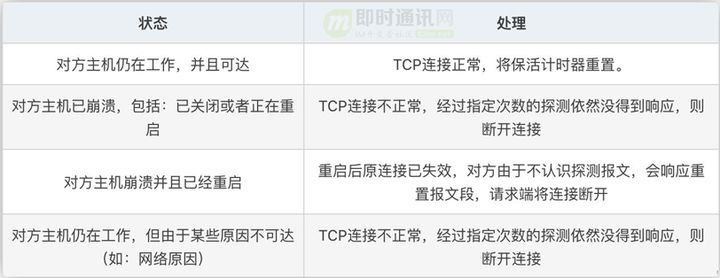 状态
处理
即时通讯网
对方主机仍在工作，并且可达
TCP连接正常，将保活计时器重置。
对方主机已崩溃，包括：已关闭或者正在重
启
TCP连接不正常，经过指定次数的探测依然没得到响应，则
断开连接
对方主机崩溃并且已经重启
重启后原连接已失效，对方由于不认识探测报文，会响应重
置报文段，请求端将连接断开
对方主机仍在工作，但由于某些原因不可达
（如：网络原因）
TCP连接不正常，经过指定次数的探测依然没得到响应，则
断开连接